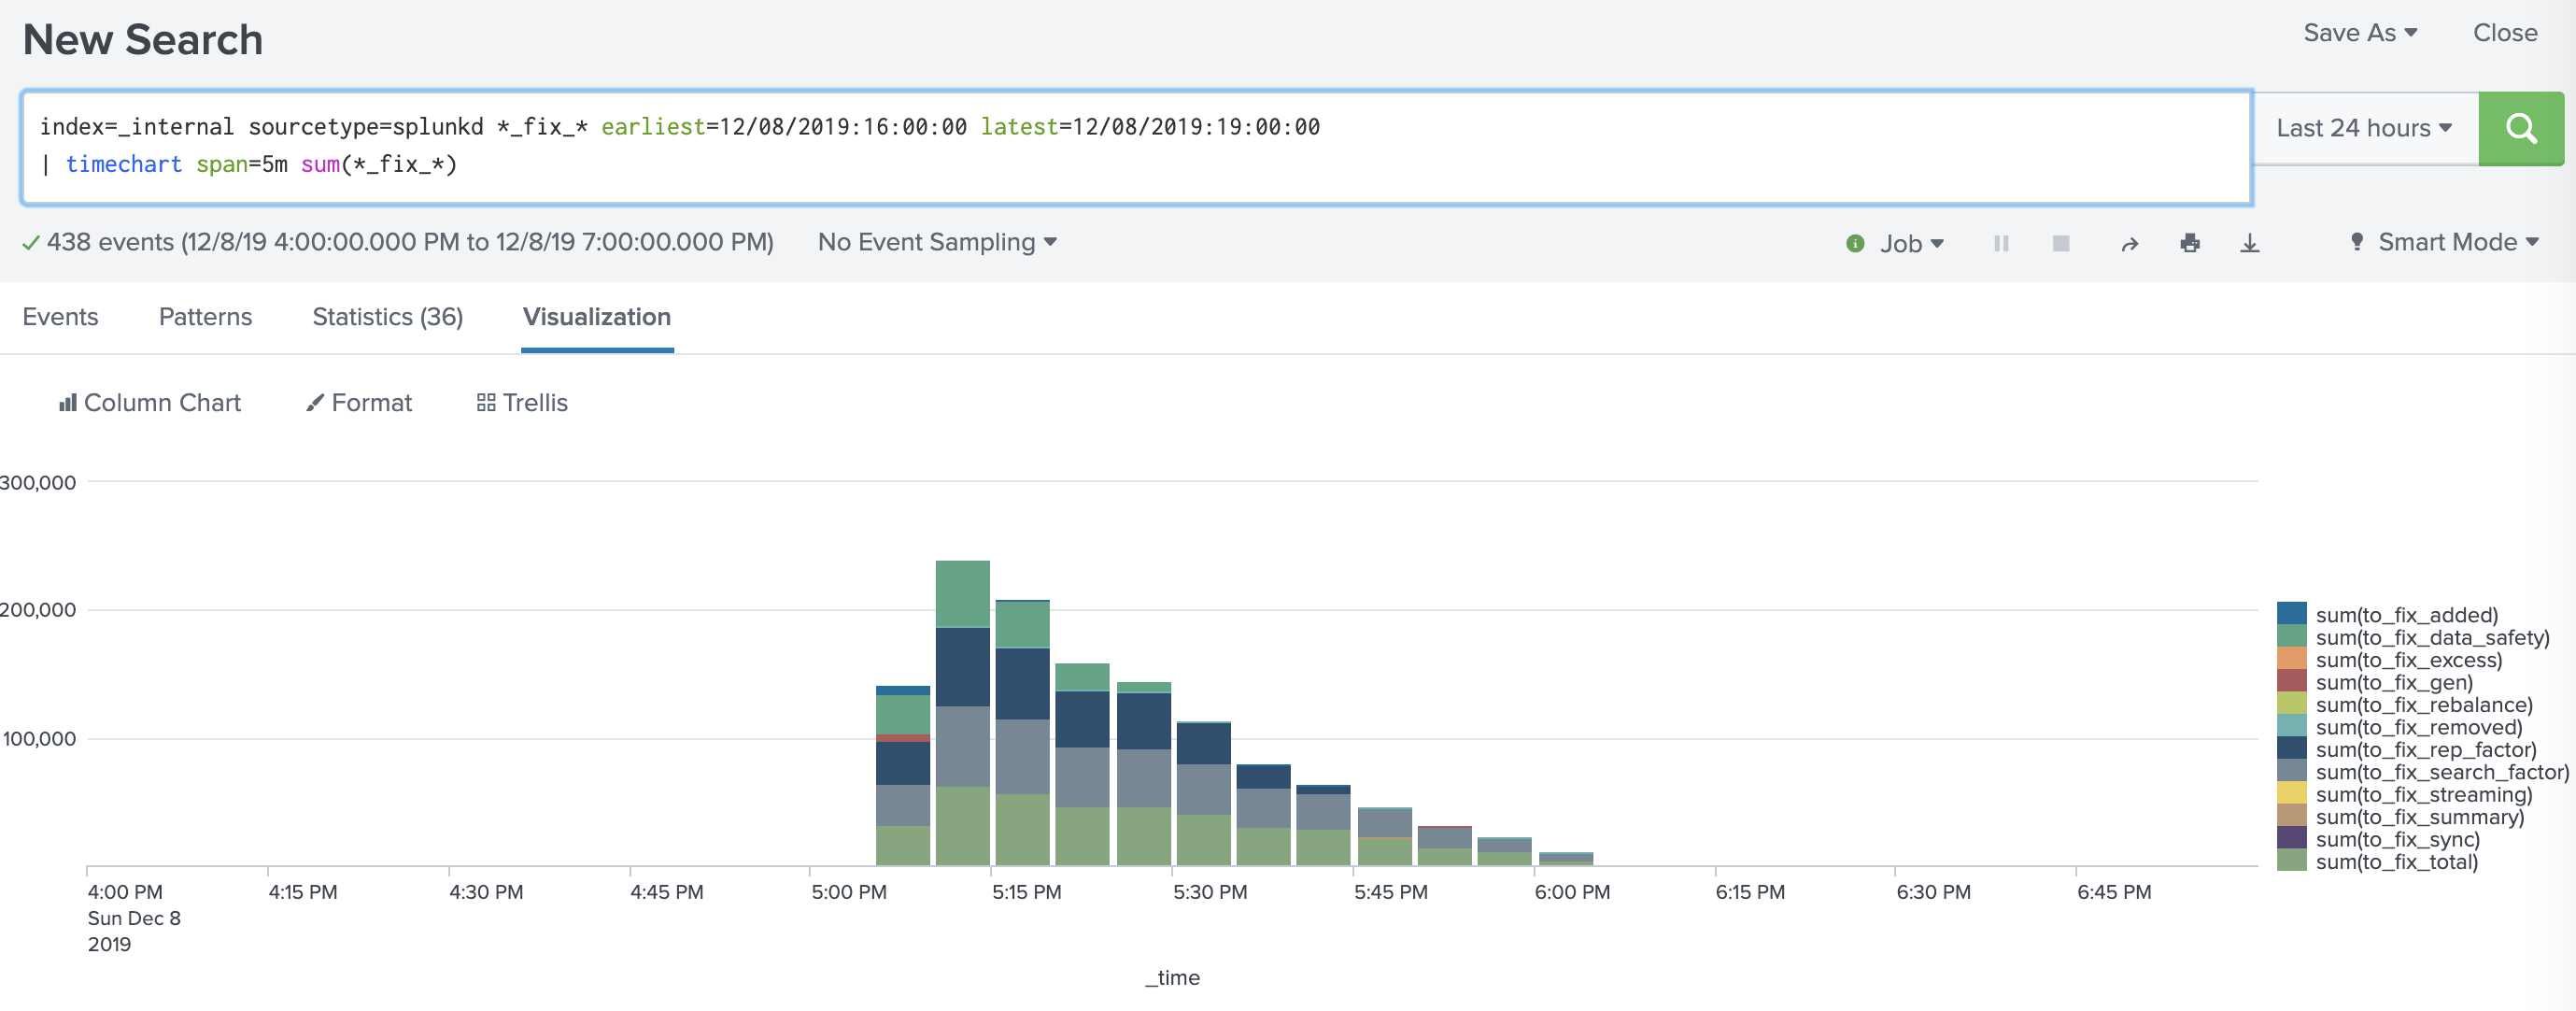 New Search
Save As
Close
index=_internal sourcetype=splunkd *_fix_* earliest=12/08/2019:16:00:00 latest=12/08/2019:19:00:00
| timechart span=5m sum(*_fix_*)
Last 24 hours
438 events (12/8/19 4:00:00.000 PM to 12/8/19 7:00:00.000 PM)
No Event Sampling
Job
Smart Mode
Events
Patterns
Statistics (36)
Visualization
Column Chart
Format
Trellis
300,000
200,000
100,000
4:00 PM
Sun Dec 8
2019
4:15 PM
4:30 PM
4:45 PM
5:00 PM
5:15 PM
5:30 PM
5:45 PM
6:00 PM
6:15 PM
6:30 PM
6:45 PM
_time
sum(to_fix_added)
sum(to_fix_data_safety)
sum(to_fix_excess)
sum(to_fix_gen)
sum(to_fix_rebalance)
sum(to_fix_removed)
sum(to_fix_rep_factor)
sum(to_fix_search_factor)
sum(to_fix_streaming)
sum(to_fix_summary)
sum(to_fix_sync)
sum(to_fix_total)